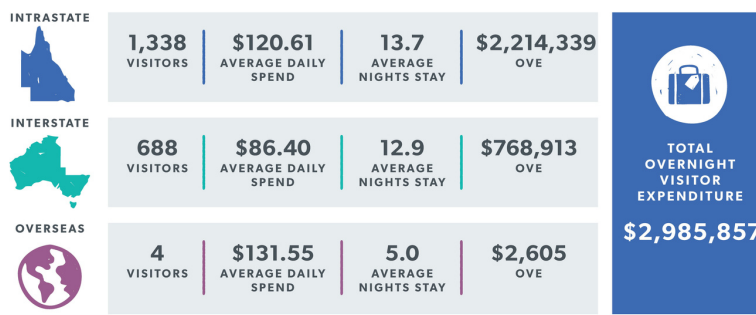 INTRASTATE
1,338
VISITORS
$120.61
AVERAGE DAILY
SPEND
13.7
AVERAGE
NIGHTS STAY
$2,214,339
OVE
INTERSTATE
688
VISITORS
$86.40
AVERAGE DAILY
SPEND
12.9
AVERAGE
NIGHTS STAY
$768,913
OVE
OVERSEAS
4
VISITORS
$131.55
AVERAGE DAILY
SPEND
5.0
AVERAGE
NIGHTS STAY
$2,605
OVE
TOTAL
OVERNIGHT
VISITOR
EXPENDITURE
$2,985,857